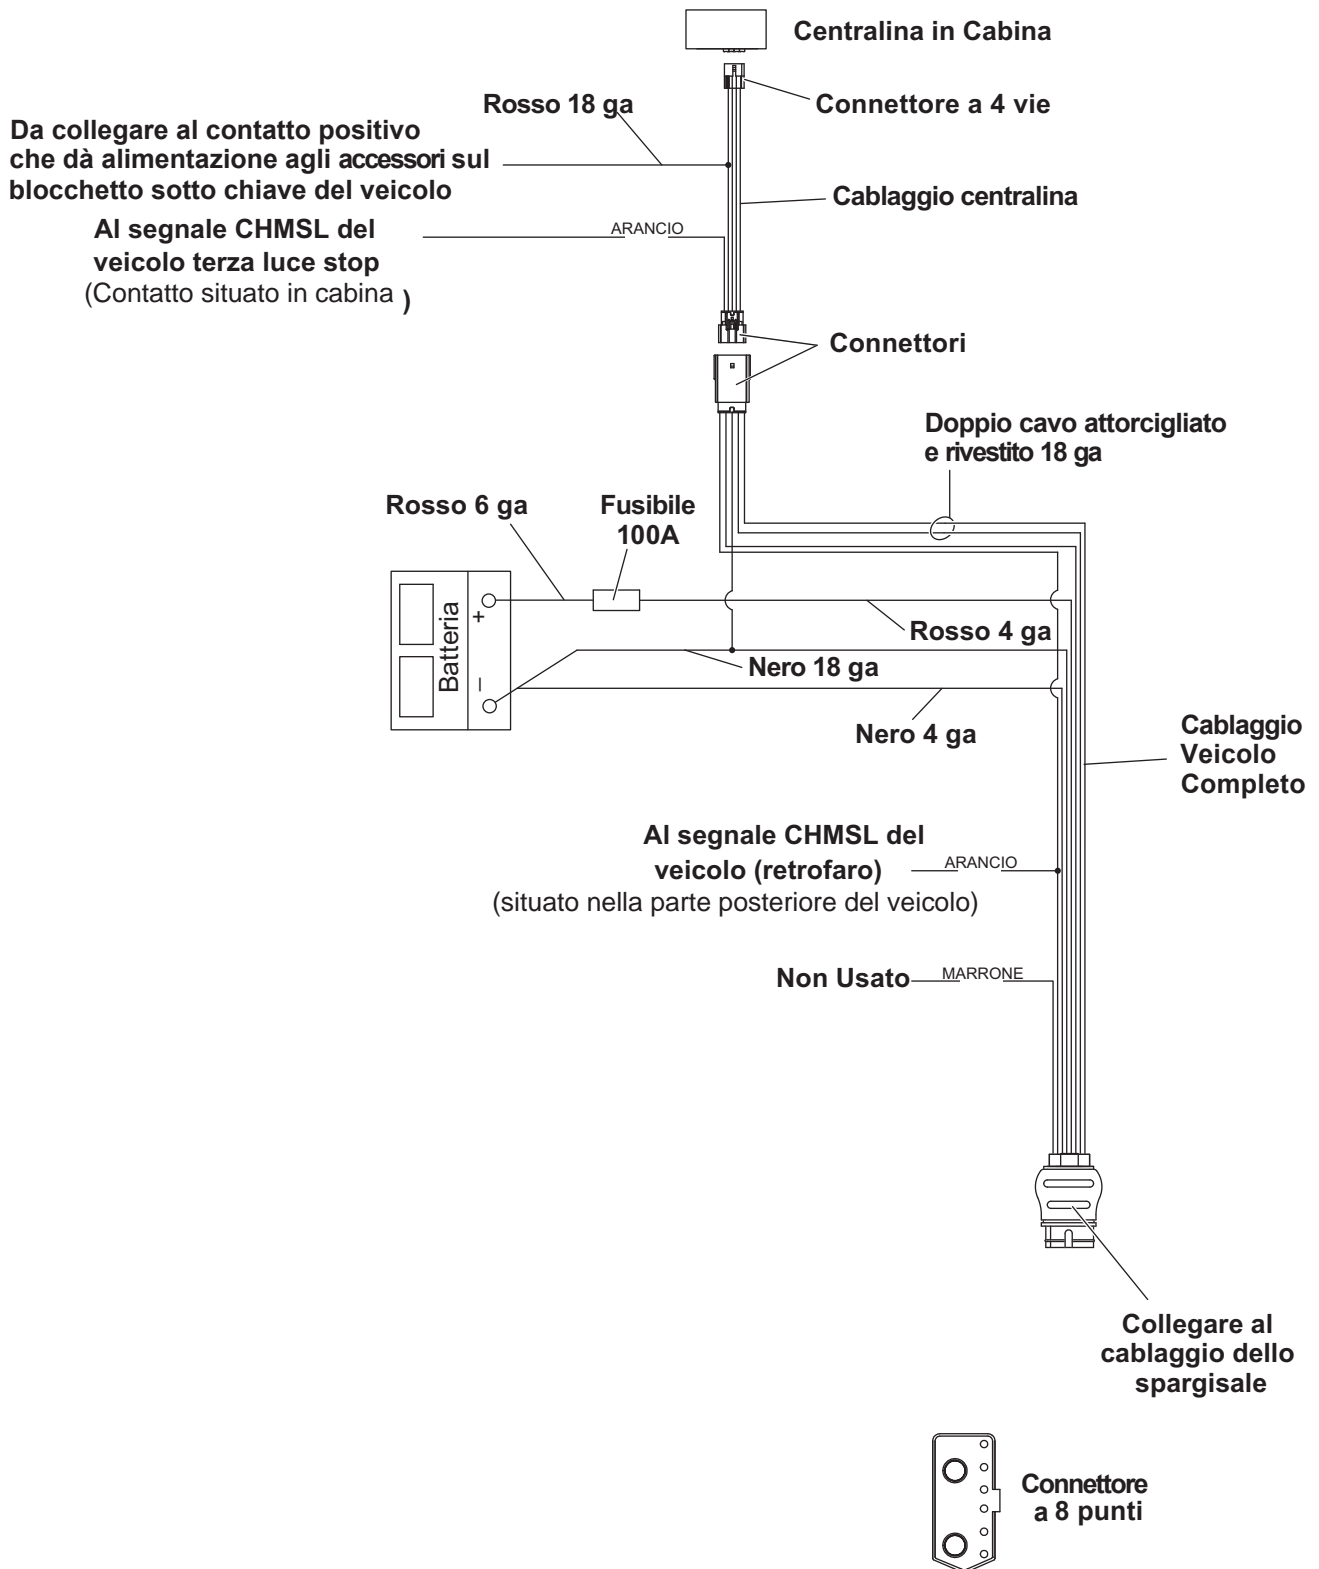 Centralina in Cabina
Connettore a 4 vie
Rosso 18 ga
Da collegare al contatto positivo
che dà alimentazione agli accessori sul
blocchetto sotto chiave del veicolo
Cablaggio centralina
Al segnale CHMSL del
veicolo terza luce stop
(Contatto situato in cabina )
ARANCIO
Connettori
Doppio cavo attorcigliato
e rivestito 18 ga
Rosso 6 ga
Fusibile
100A
Batteria
+
–
Rosso 4 ga
Nero 18 ga
Nero 4 ga
Cablaggio
Veicolo
Completo
Al segnale CHMSL del
veicolo (retrofaro)
(situato nella parte posteriore del veicolo)
ARANCIO
Non Usato
MARRONE
Collegare al
cablaggio dello
spargisale
Connettore
a 8 punti